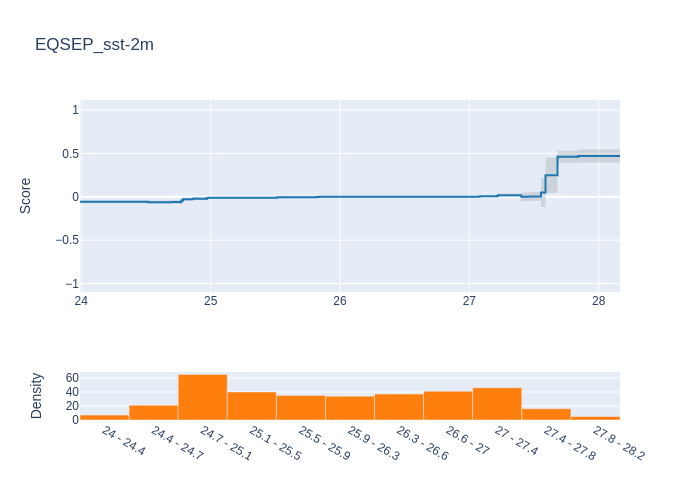 EQSEP_sst-2m
1
0.5
0
−0.5
−1
Score
24
25
26
27
28
60
40
20
0
Density
24 - 24.4
24.4 - 24.7
24.7 - 25.1
25.1 - 25.5
25.5 - 25.9
25.9 - 26.3
26.3 - 26.6
26.6 - 27
27 - 27.4
27.4 - 27.8
27.8 - 28.2